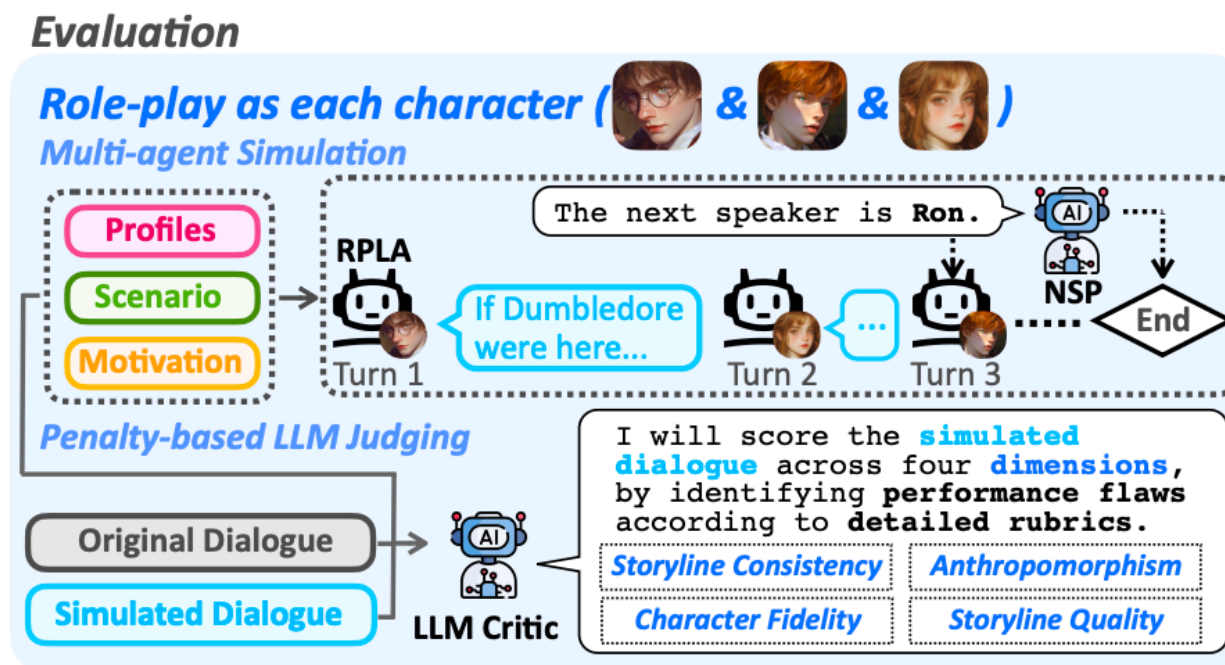 Evaluation
Role-play as each character ( & & )
Multi-agent Simulation
Profiles
Scenario
Motivation
The next speaker is Ron.
AI
NSP
RPLA
If Dumbledore
were here...
...
End
Turn 1
Turn 2
Turn 3
Penalty-based LLM Judging
Original Dialogue
Simulated Dialogue
AI
LLM Critic
I will score the simulated
dialogue across four dimensions,
by identifying performance flaws
according to detailed rubrics.
Storyline Consistency
Anthropomorphism
Character Fidelity
Storyline Quality